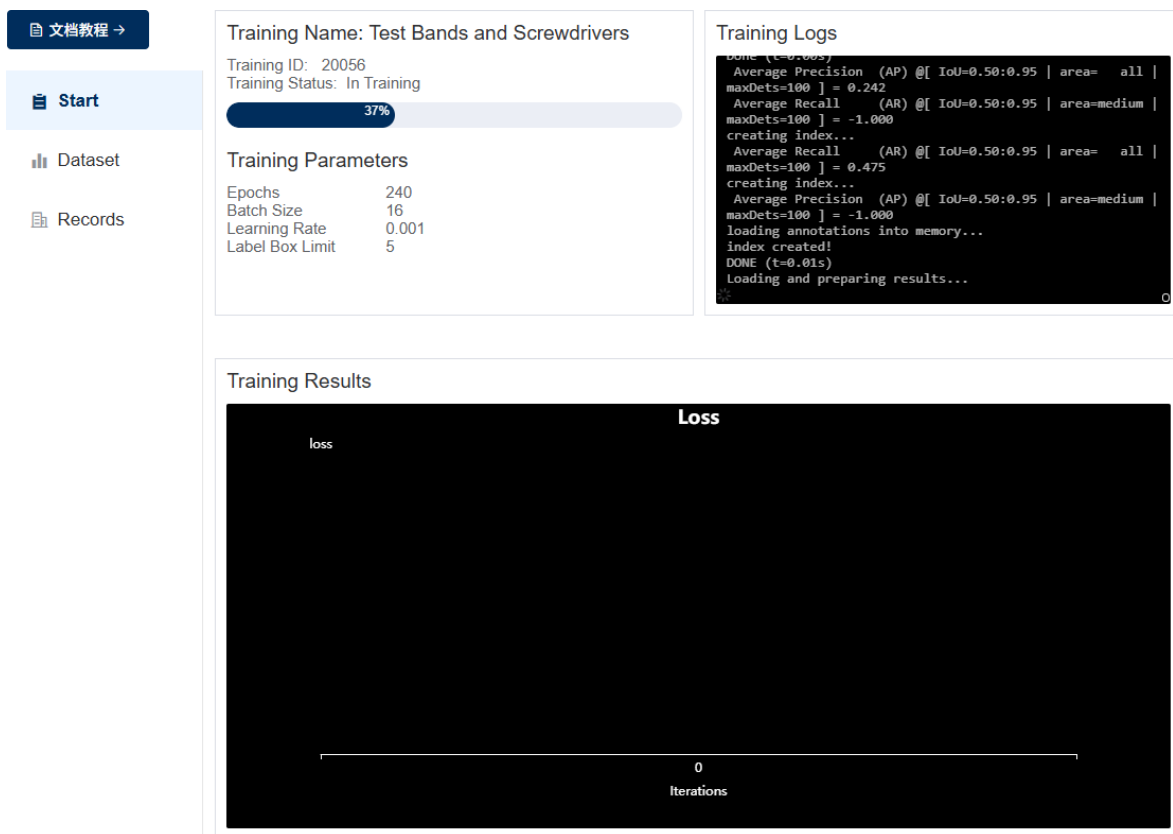 文档教程 →
Start
Dataset
Records
Training Name: Test Bands and Screwdrivers
Training ID: 20056
Training Status: In Training
37%
Training Parameters
Epochs 240
Batch Size 16
Learning Rate 0.001
Label Box Limit 5
Training Logs
DONE (t=0.00s)
Average Precision (AP) @[ IoU=0.50:0.95 | area= all |
maxDets=100 ] = 0.242
Average Recall (AR) @[ IoU=0.50:0.95 | area=medium |
maxDets=100 ] = -1.000
creating index...
Average Recall (AR) @[ IoU=0.50:0.95 | area= all |
maxDets=100 ] = 0.475
creating index...
Average Precision (AP) @[ IoU=0.50:0.95 | area=medium |
maxDets=100 ] = -1.000
loading annotations into memory...
index created!
DONE (t=0.01s)
Loading and preparing results...
Training Results
Loss
loss
0
Iterations